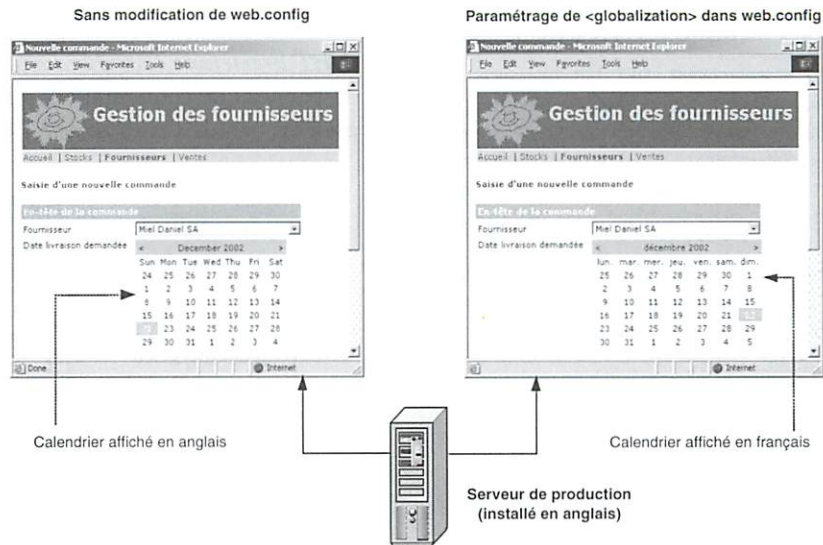 Sans modification de web.config
Paramétrage de <globalization> dans web.config
Nouvelle commande - Microsoft Internet Explorer
File Edit View Favorites Tools Help
Gestion des fournisseurs
Accueil | Stocks | Fournisseurs | Ventes
Saisie d'une nouvelle commande
En-tête de la commande
Fournisseur Miel Daniel SA
Date livraison demandée < December 2002 >
Sun Mon Tue Wed Thu Fri Sat
24 25 26 27 28 29 30
1 2 3 4 5 6 7
8 9 10 11 12 13 14
15 16 17 18 19 20 21
22 23 24 25 26 27 28
29 30 31 1 2 3 4
Done Internet
Nouvelle commande - Microsoft Internet Explorer
File Edit View Favorites Tools Help
Gestion des fournisseurs
Accueil | Stocks | Fournisseurs | Ventes
Saisie d'une nouvelle commande
En-tête de la commande
Fournisseur Miel Daniel SA
Date livraison demandée < décembre 2002 >
lun. mar. mer. jeu. ven. sam. dim.
25 26 27 28 29 30 1
2 3 4 5 6 7 8
9 10 11 12 13 14 15
16 17 18 19 20 21 22
23 24 25 26 27 28 29
30 31 1 2 3 4 5
Internet
Calendrier affiché en anglais
Calendrier affiché en français
Serveur de production
(installé en anglais)